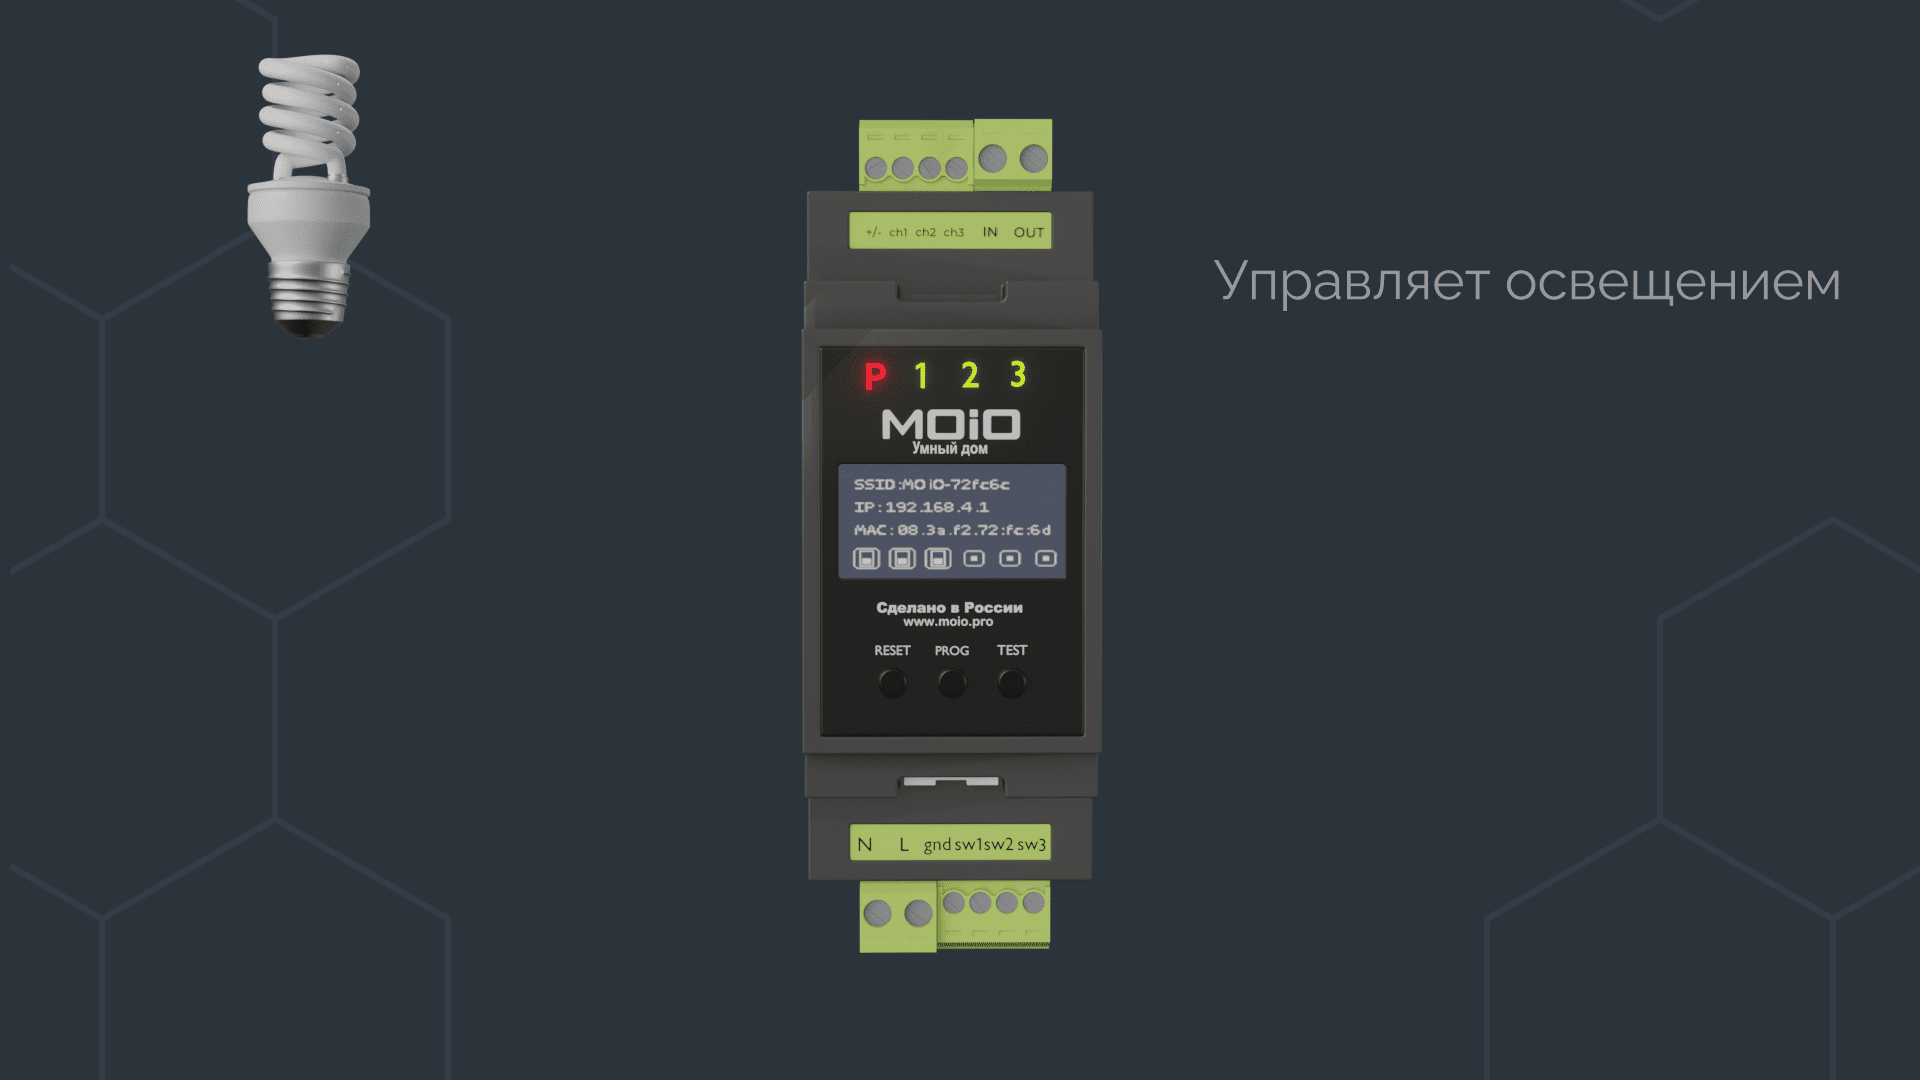 +/- ch1 ch2 ch3 IN OUT
Управляет освещением
P 1 2 3
MOiO
Умный дом
SSID:MOiO-72fc6c
IP:192.168.4.1
MAC:08.3a.f2.72:fc:6d
Сделано в России
www.moio.pro
RESET PROG TEST
N L gnd sw1 sw2 sw3